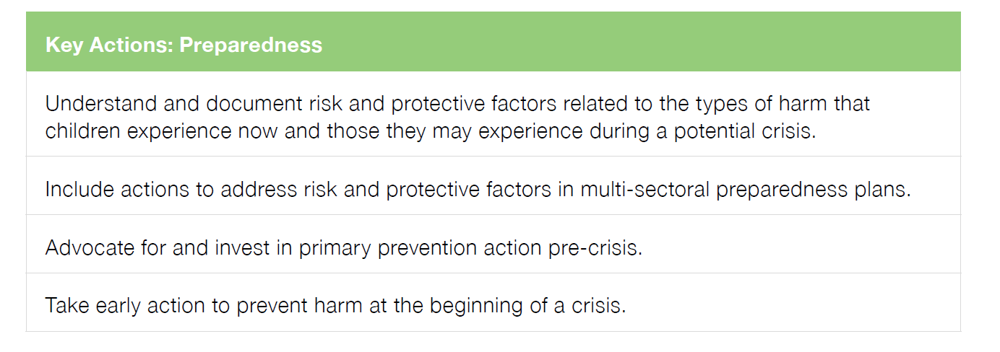 Key Actions: Preparedness
Understand and document risk and protective factors related to the types of harm that
children experience now and those they may experience during a potential crisis.
Include actions to address risk and protective factors in multi-sectoral preparedness plans.
Advocate for and invest in primary prevention action pre-crisis.
Take early action to prevent harm at the beginning of a crisis.